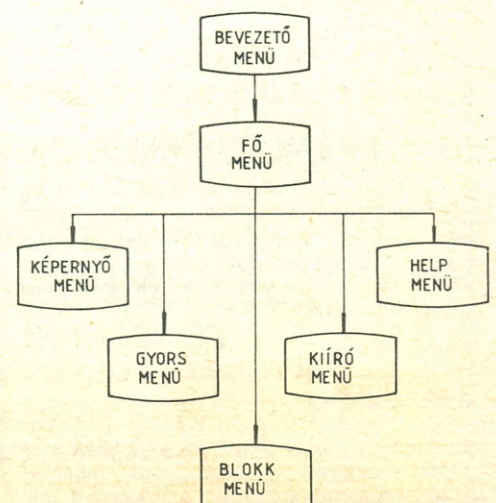 BEVEZETŐ
MENÜ
FŐ
MENÜ
KÉPERNYŐ
MENÜ
HELP
MENÜ
GYORS
MENÜ
KIÍRÓ
MENÜ
BLOKK
MENÜ